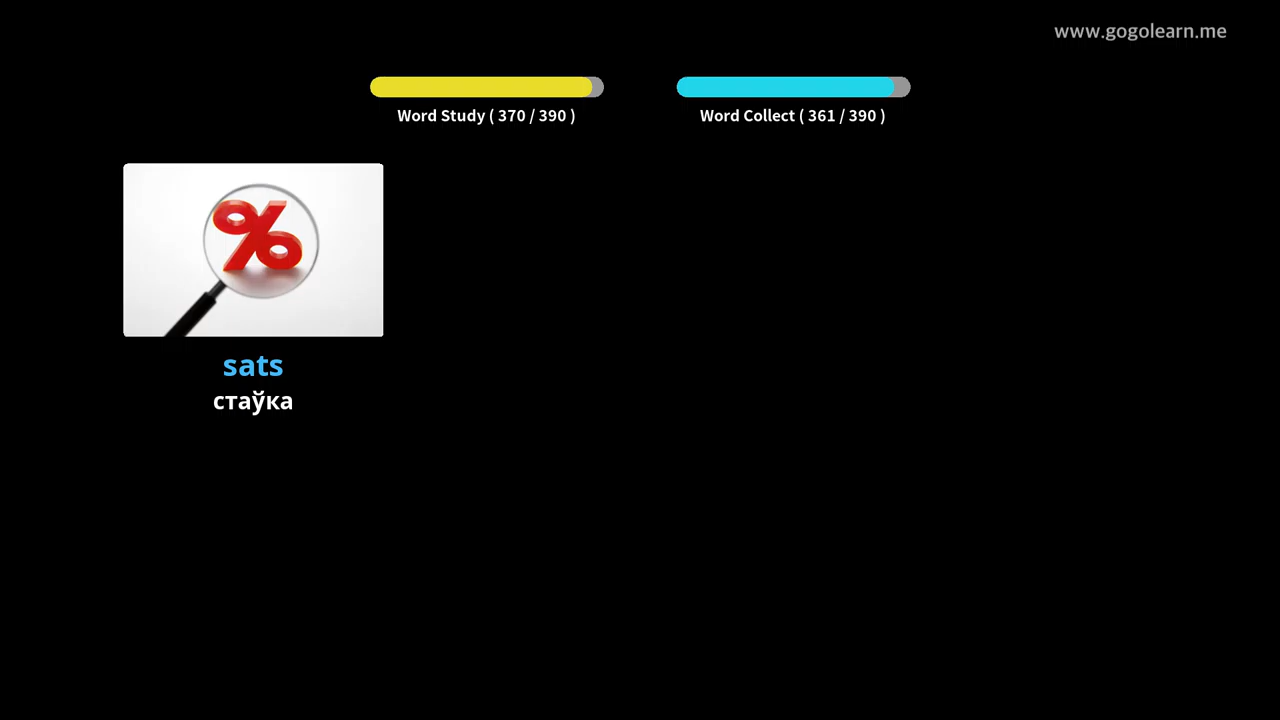 www.gogolearn.me
Word Study ( 370 / 390 )
Word Collect ( 361 / 390 )
%
sats
стаўка